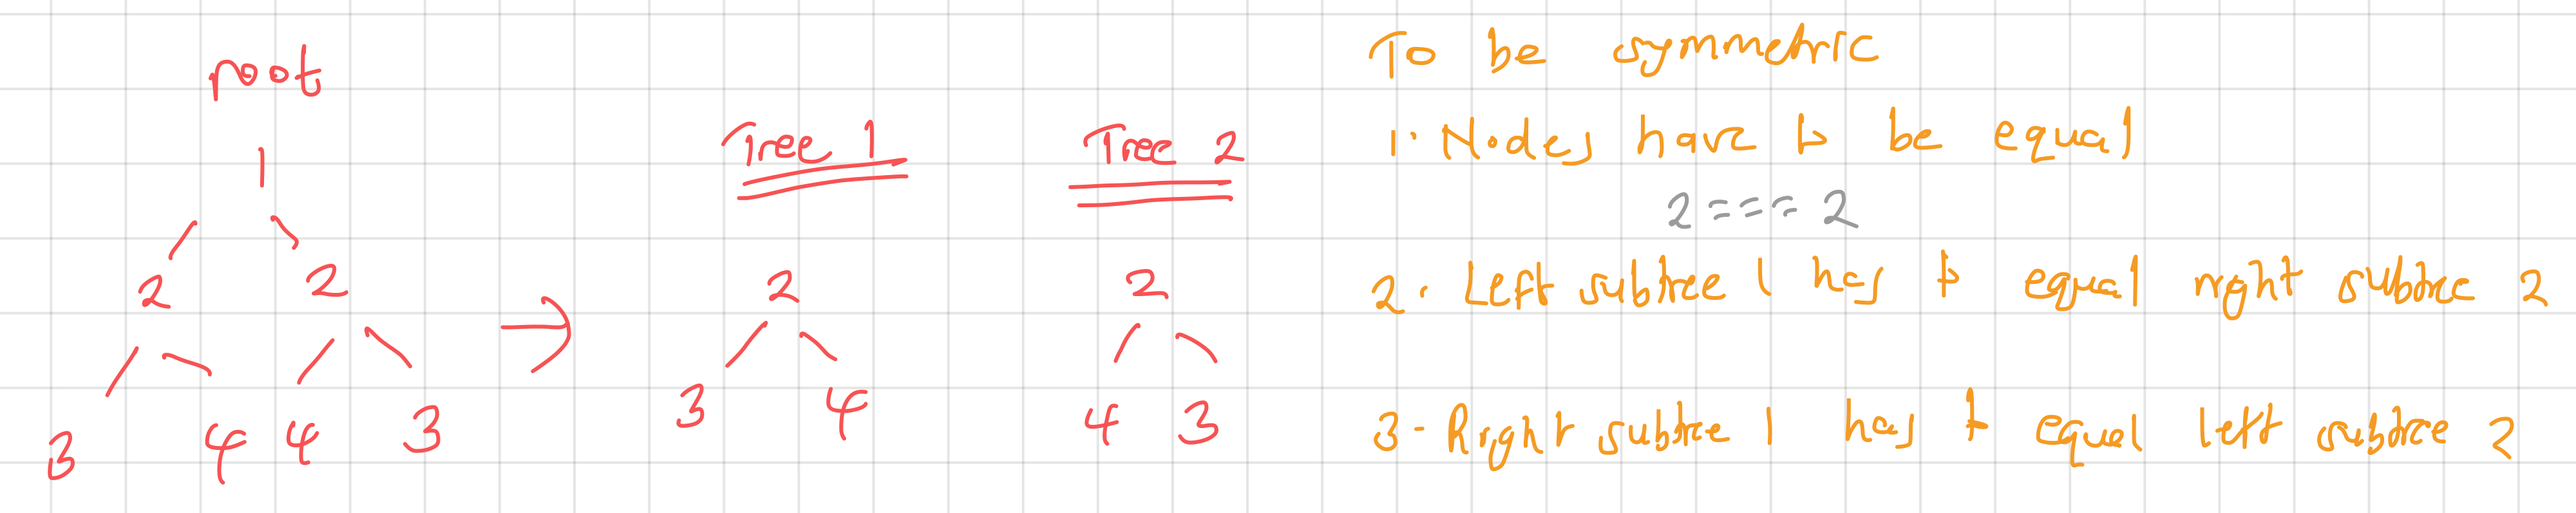 root
1
2 2
3 4 4 3
Tree 1
2
3 4
Tree 2
2
4 3
To be symmetric
1. Nodes have to be equal
2 === 2
2. Left subtree 1 has to equal right subtree 2
3. Right subtree 1 has to equal left subtree 2